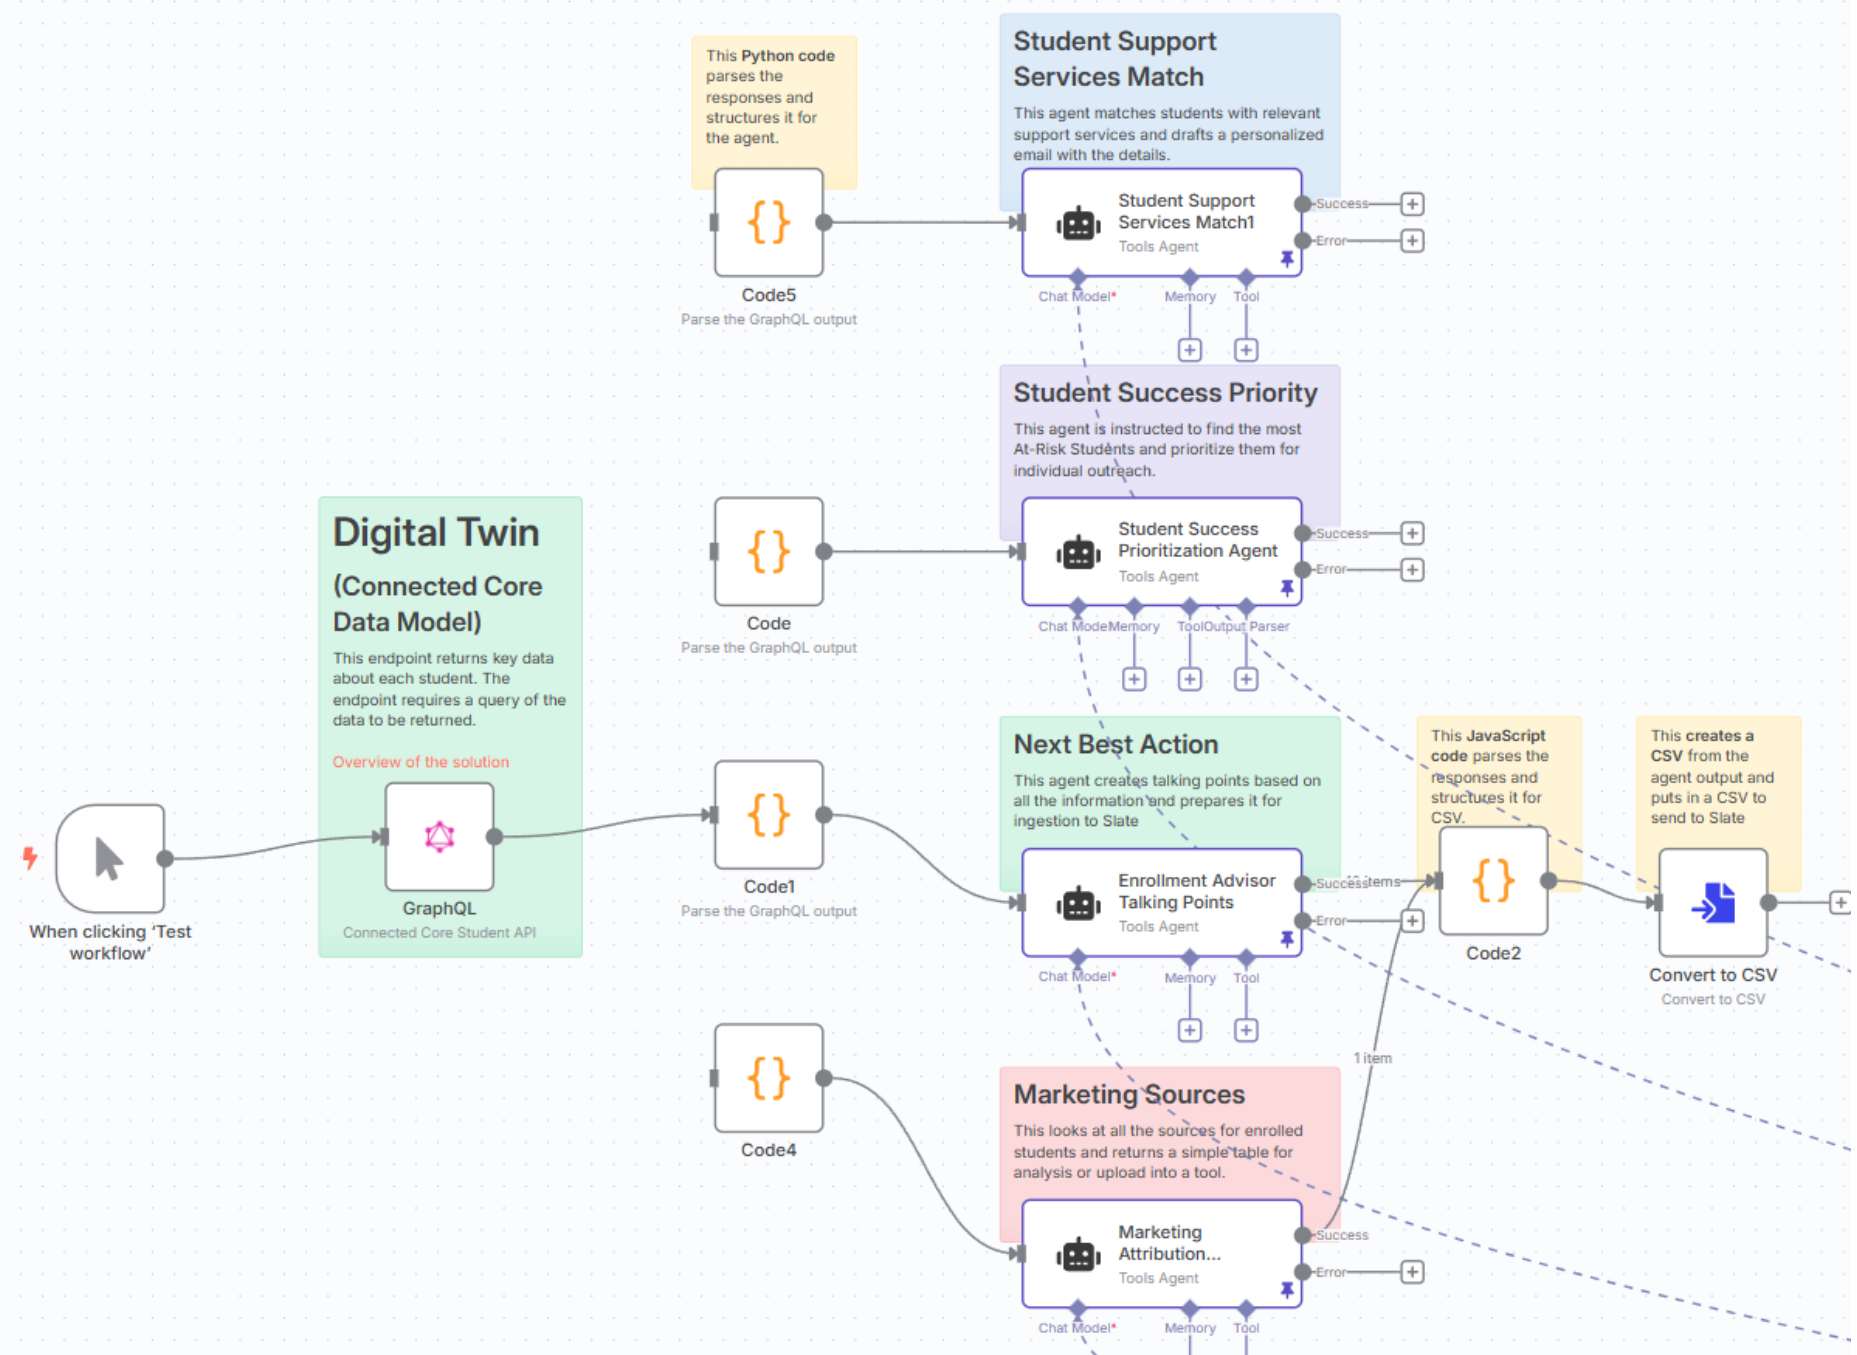 This Python code
parses the
responses and
structures it for
the agent.
Code5
Parse the GraphQL output
Student Support
Services Match
This agent matches students with relevant
support services and drafts a personalized
email with the details.
Student Support
Services Match1
Tools Agent
Success
Error
Chat Model*
Memory
Tool
Student Success Priority
This agent is instructed to find the most
At-Risk Students and prioritize them for
individual outreach.
Code
Parse the GraphQL output
Student Success
Prioritization Agent
Tools Agent
Success
Error
Chat Model
Memory
Tool
Output Parser
Digital Twin
(Connected Core
Data Model)
This endpoint returns key data
about each student. The
endpoint requires a query of the
data to be returned.
Overview of the solution
GraphQL
Connected Core Student API
When clicking ‘Test
workflow’
Code1
Parse the GraphQL output
Next Best Action
This agent creates talking points based on
all the information and prepares it for
ingestion to Slate
Enrollment Advisor
Talking Points
Tools Agent
Success
items
Error
Chat Model*
Memory
Tool
This JavaScript
code parses the
responses and
structures it for
CSV.
Code2
This creates a
CSV from the
agent output and
puts in a CSV to
send to Slate
Convert to CSV
Convert to CSV
1 item
Code4
Marketing Sources
This looks at all the sources for enrolled
students and returns a simple table for
analysis or upload into a tool.
Marketing
Attribution...
Tools Agent
Success
Error
Chat Model*
Memory
Tool